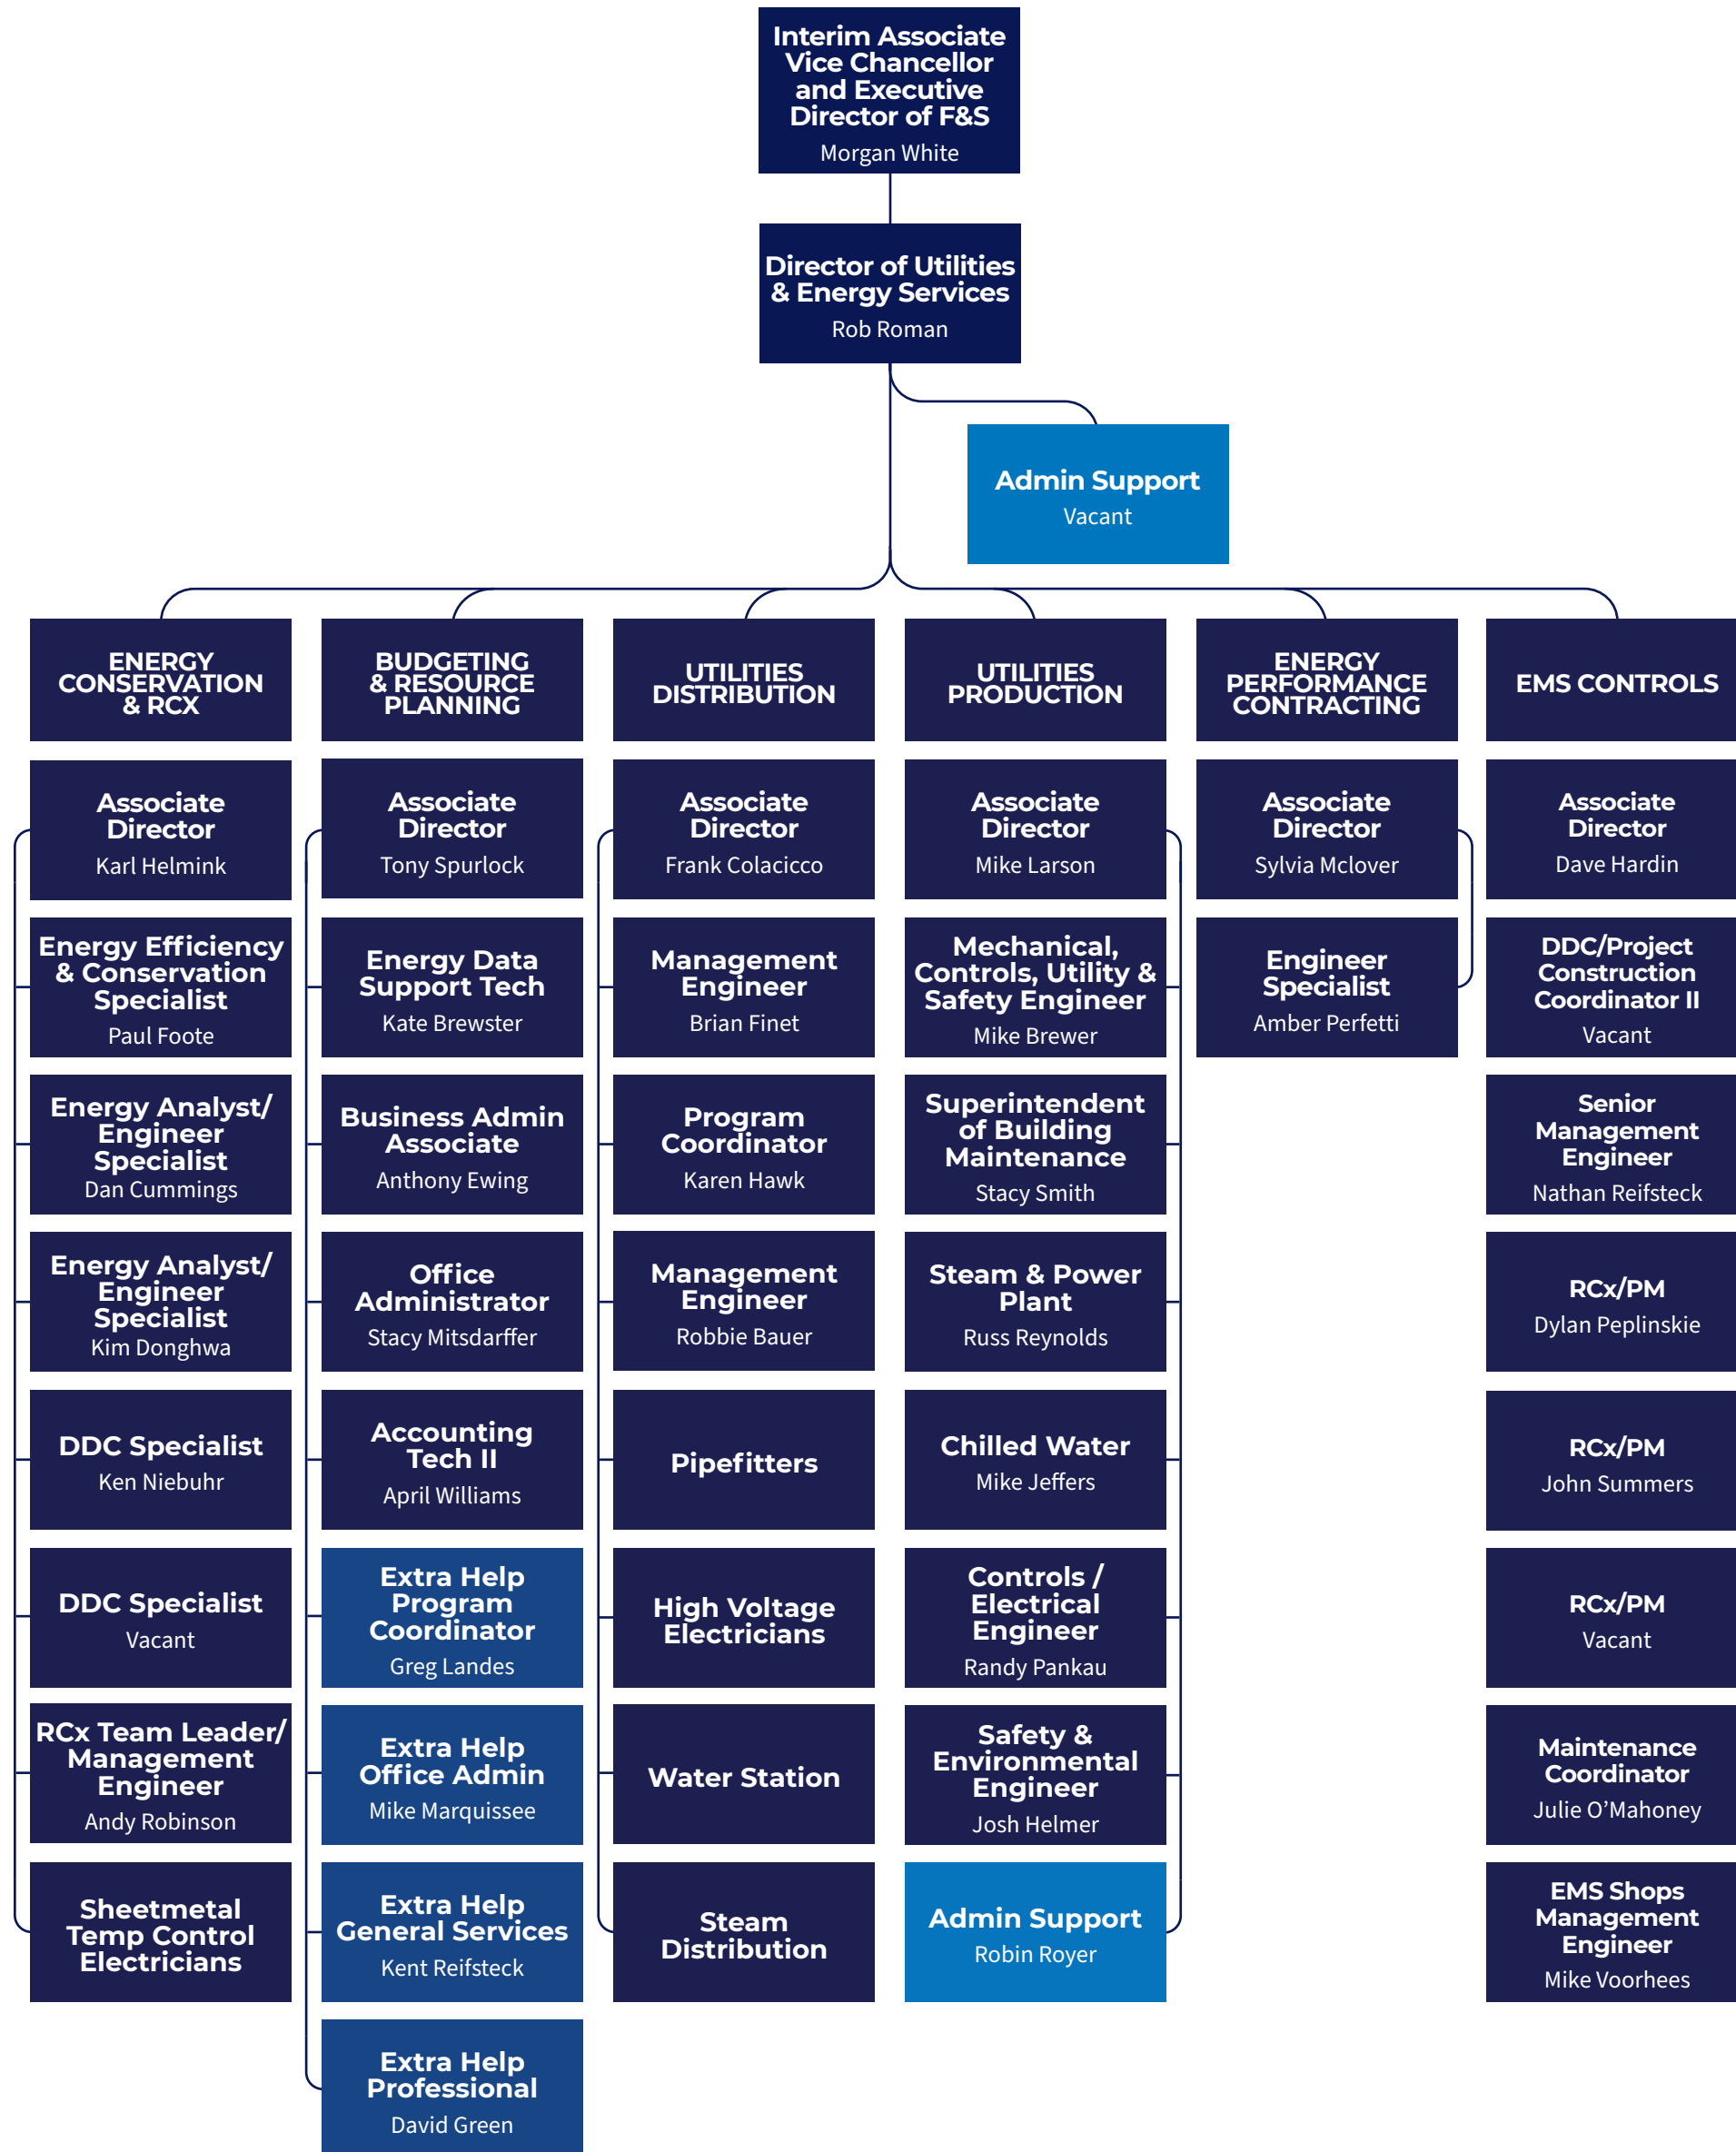 Interim Associate
Vice Chancellor
and Executive
Director of F&S
Morgan White
Director of Utilities
& Energy Services
Rob Roman
Admin Support
Vacant
ENERGY
CONSERVATION
& RCX
Associate
Director
Karl Helmink
Energy Efficiency
& Conservation
Specialist
Paul Foote
Energy Analyst/
Engineer
Specialist
Dan Cummings
Energy Analyst/
Engineer
Specialist
Kim Donghwa
DDC Specialist
Ken Niebuhr
DDC Specialist
Vacant
RCx Team Leader/
Management
Engineer
Andy Robinson
Sheetmetal
Temp Control
Electricians
BUDGETING
& RESOURCE
PLANNING
Associate
Director
Tony Spurlock
Energy Data
Support Tech
Kate Brewster
Business Admin
Associate
Anthony Ewing
Office
Administrator
Stacy Mitsdarffer
Accounting
Tech II
April Williams
Extra Help
Program
Coordinator
Greg Landes
Extra Help
Office Admin
Mike Marquissee
Extra Help
General Services
Kent Reifsteck
Extra Help
Professional
David Green
UTILITIES
DISTRIBUTION
Associate
Director
Frank Colacicco
Management
Engineer
Brian Finet
Program
Coordinator
Karen Hawk
Management
Engineer
Robbie Bauer
Pipefitters
High Voltage
Electricians
Water Station
Steam
Distribution
UTILITIES
PRODUCTION
Associate
Director
Mike Larson
Mechanical,
Controls, Utility &
Safety Engineer
Mike Brewer
Superintendent
of Building
Maintenance
Stacy Smith
Steam & Power
Plant
Russ Reynolds
Chilled Water
Mike Jeffers
Controls /
Electrical
Engineer
Randy Pankau
Safety &
Environmental
Engineer
Josh Helmer
Admin Support
Robin Royer
ENERGY
PERFORMANCE
CONTRACTING
Associate
Director
Sylvia Mclover
Engineer
Specialist
Amber Perfetti
EMS CONTROLS
Associate
Director
Dave Hardin
DDC/Project
Construction
Coordinator II
Vacant
Senior
Management
Engineer
Nathan Reifsteck
RCx/PM
Dylan Peplinskie
RCx/PM
John Summers
RCx/PM
Vacant
Maintenance
Coordinator
Julie O’Mahoney
EMS Shops
Management
Engineer
Mike Voorhees